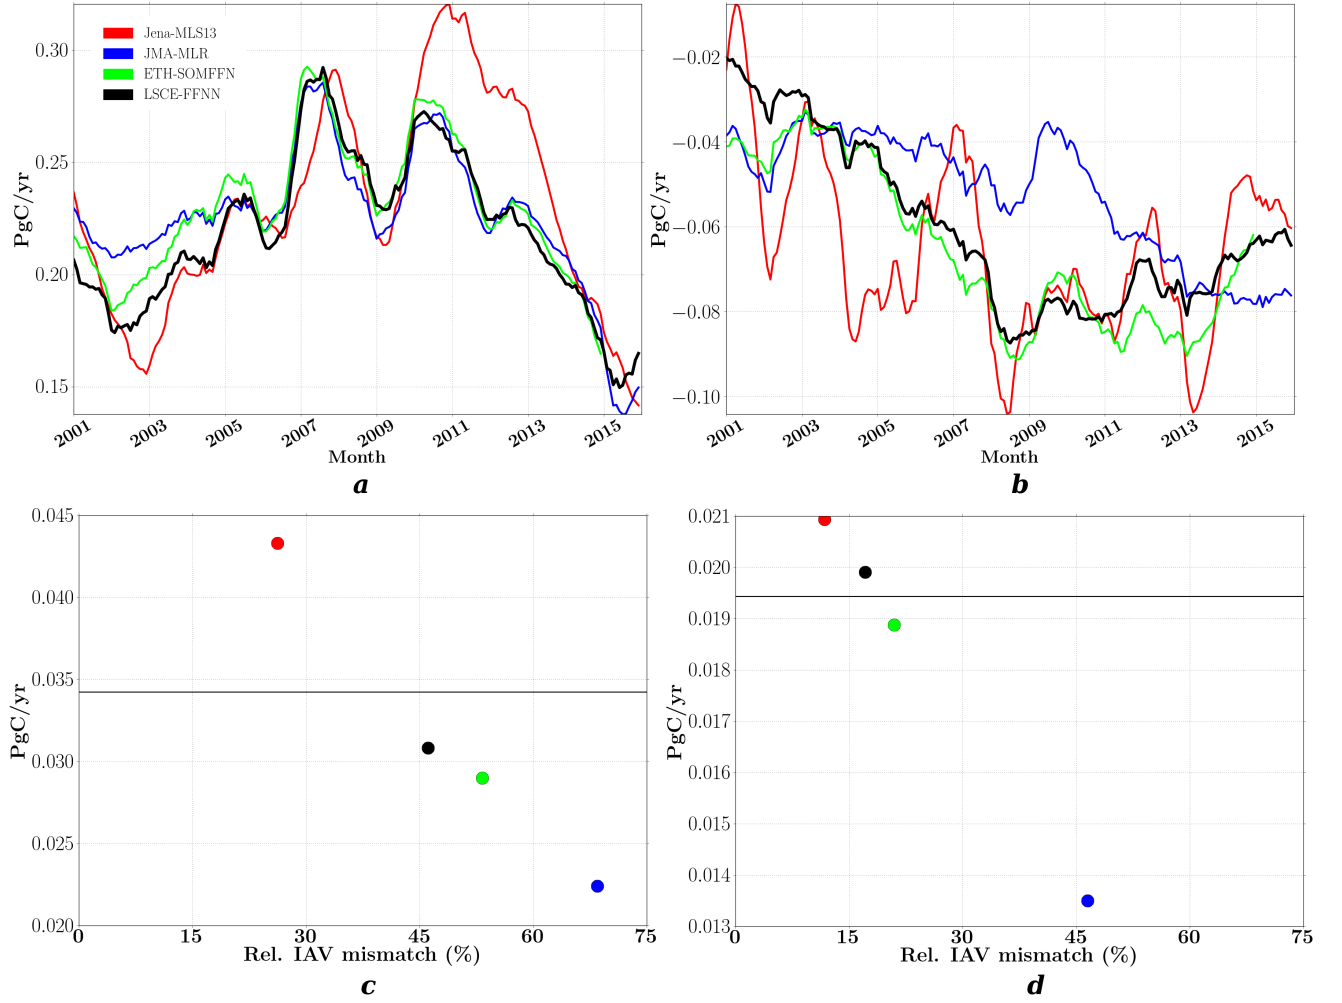 Jena-MLS13
JMA-MLR
ETH-SOMFFN
LSCE-FFNN
PgC/yr
0.30
0.25
0.20
0.15
2001 2003 2005 2007 2009 2011 2013 2015
Month
a
PgC/yr
−0.02
−0.04
−0.06
−0.08
−0.10
2001 2003 2005 2007 2009 2011 2013 2015
Month
b
PgC/yr
0.045
0.040
0.035
0.030
0.025
0.020
0 15 30 45 60 75
Rel. IAV mismatch (%)
c
PgC/yr
0.021
0.020
0.019
0.018
0.017
0.016
0.015
0.014
0.013
0 15 30 45 60 75
Rel. IAV mismatch (%)
d